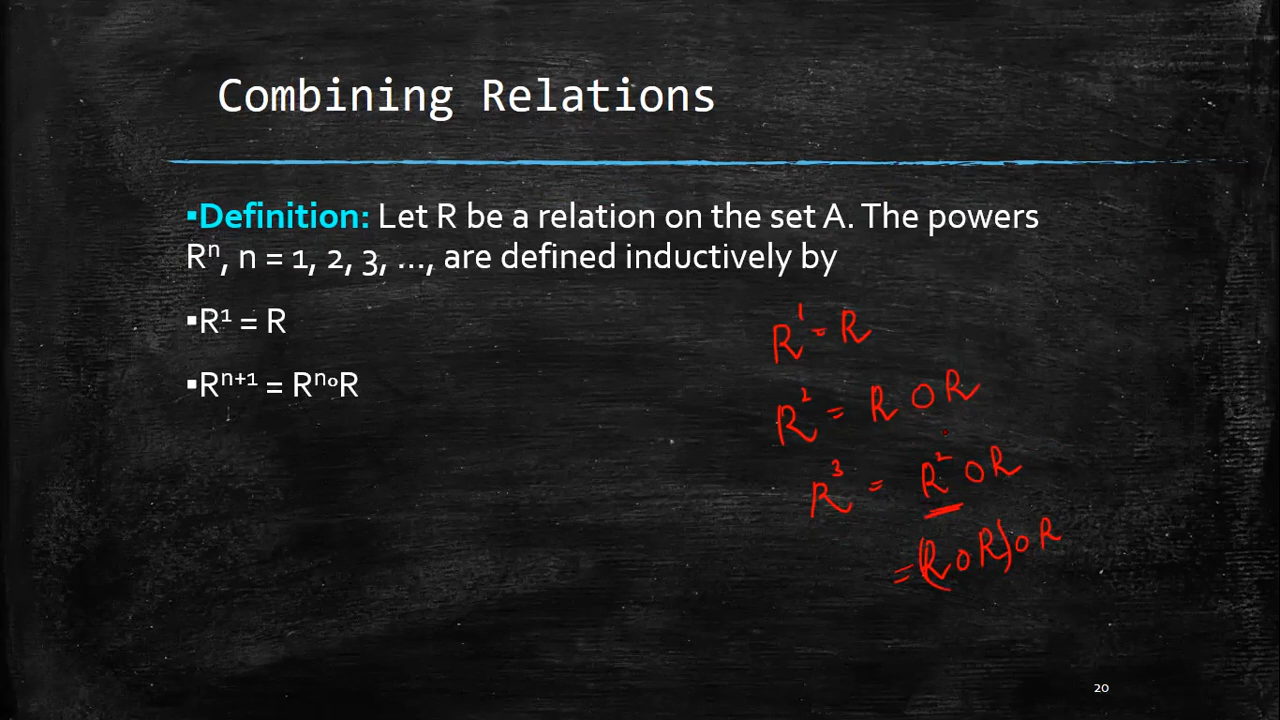 Combining Relations
▪Definition: Let R be a relation on the set A. The powers
Rⁿ, n = 1, 2, 3, ..., are defined inductively by
▪R¹ = R
▪Rⁿ⁺¹ = Rⁿ∘R
R¹ = R
R² = R ∘ R
R³ = R² ∘ R
= (R ∘ R) ∘ R
20